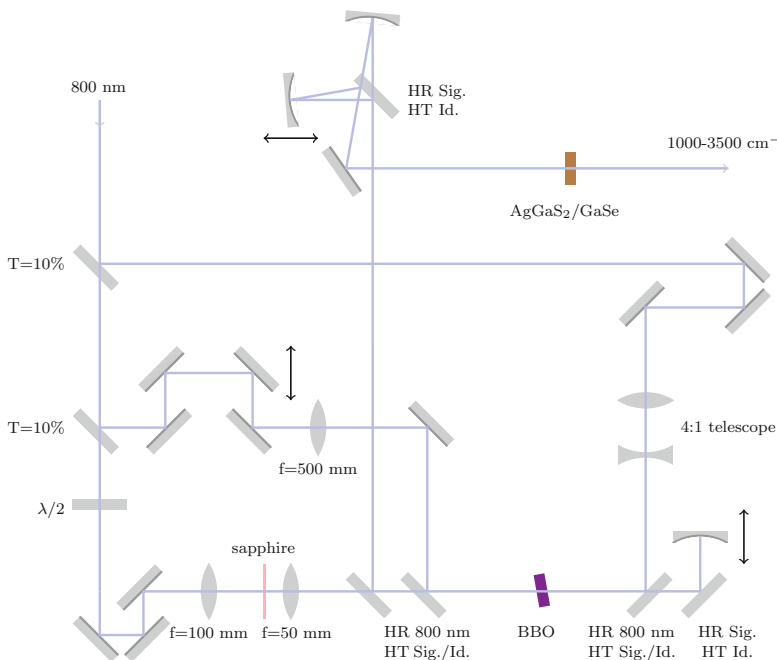 800 nm
HR Sig.
HT Id.
1000-3500 cm⁻
AgGaS₂/GaSe
T=10%
T=10%
4:1 telescope
f=500 mm
λ/2
sapphire
f=100 mm
f=50 mm
HR 800 nm
HT Sig./Id.
BBO
HR 800 nm
HT Sig./Id.
HR Sig.
HT Id.